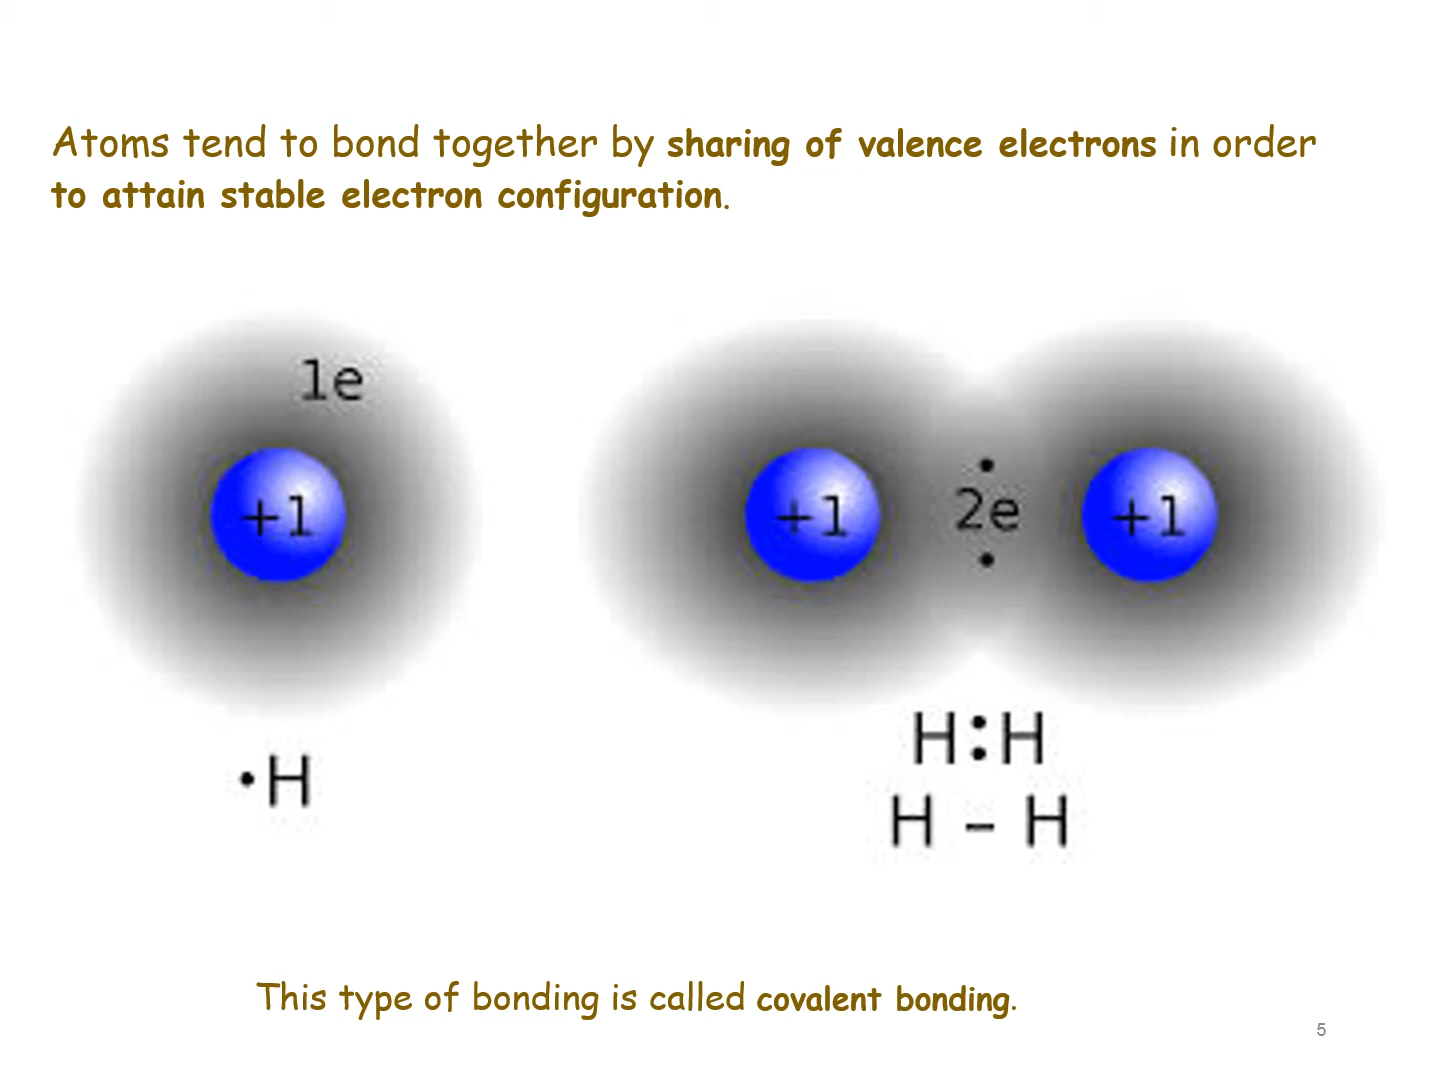 Atoms tend to bond together by sharing of valence electrons in order
to attain stable electron configuration.
1e
+1
+1
2e
+1
·H
H:H
H – H
This type of bonding is called covalent bonding.
5